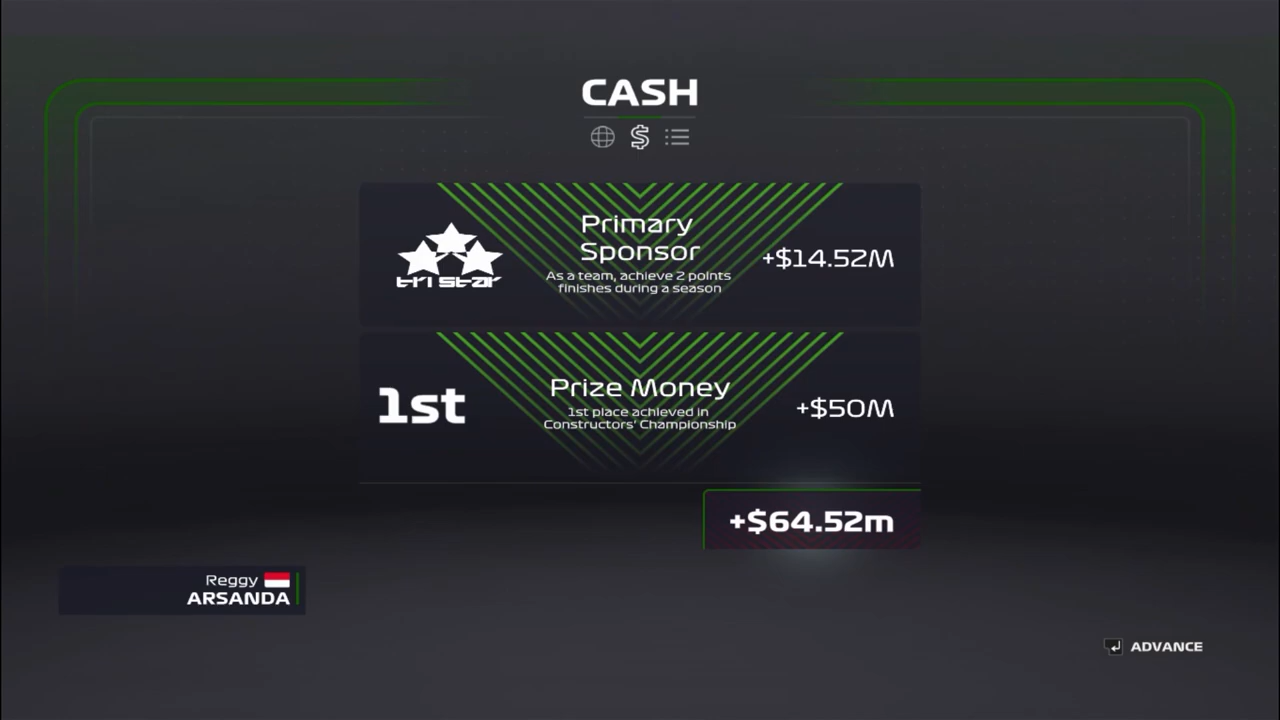 CASH
Primary
Sponsor
As a team, achieve 2 points
finishes during a season
+$14.52M
tri star
1st
Prize Money
1st place achieved in
Constructors' Championship
+$50M
+$64.52m
Reggy
ARSANDA
ADVANCE